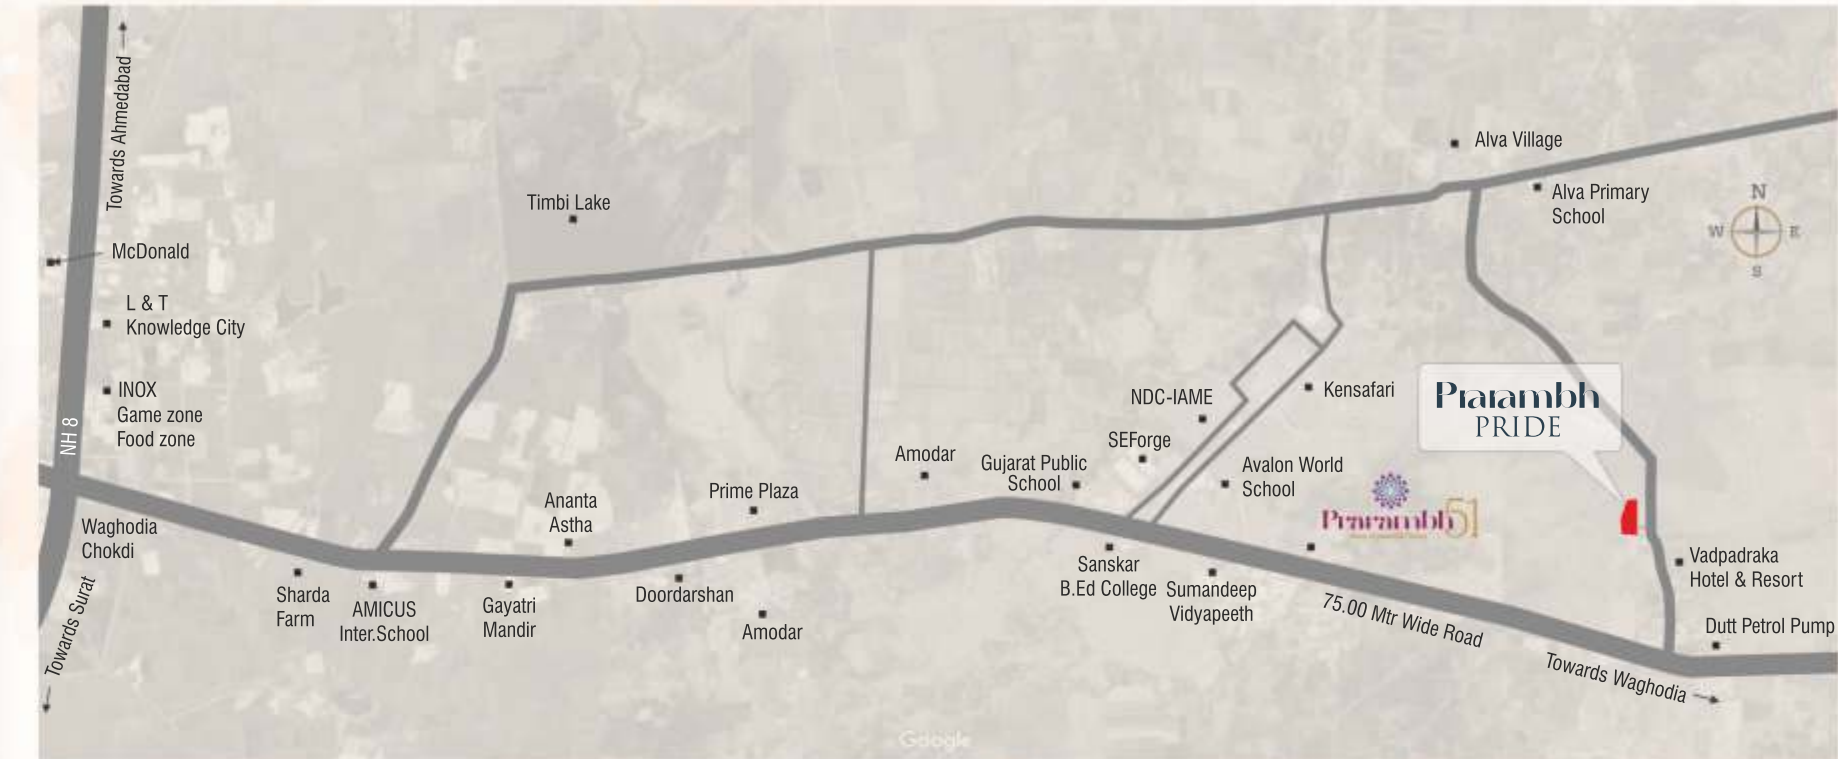 Towards Ahmedabad
McDonald
L & T
Knowledge City
INOX
Game zone
Food zone
NH 8
Waghodia
Chokdi
Towards Surat
Timbi Lake
Alva Village
Alva Primary
School
N
W
E
S
Kensafari
NDC-IAME
SEForge
Prarambh
PRIDE
Amodar
Gujarat Public
School
Avalon World
School
Prarambh 51
Prime Plaza
Ananta
Astha
Sharda
Farm
AMICUS
Inter.School
Gayatri
Mandir
Doordarshan
Amodar
Sanskar
B.Ed College
Sumandeep
Vidyapeeth
75.00 Mtr Wide Road
Towards Waghodia
Vadpadraka
Hotel & Resort
Dutt Petrol Pump
Google